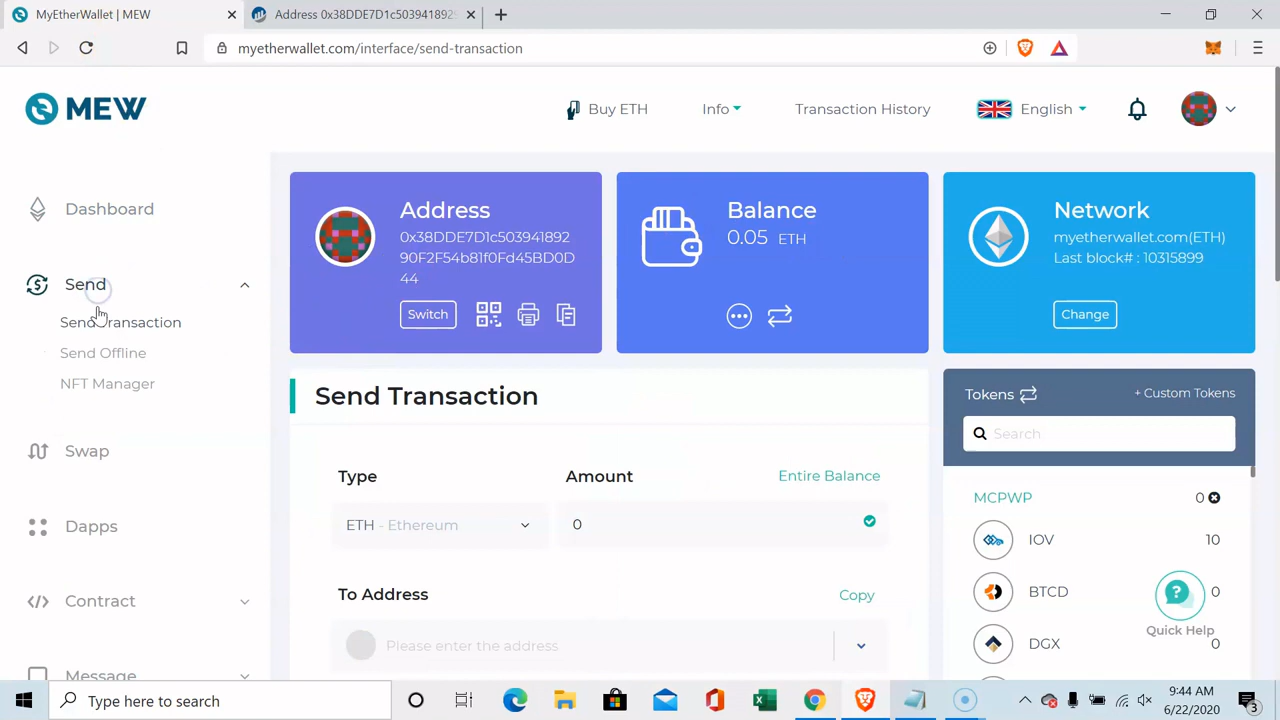 MyEtherWallet | MEW
Address 0x38DDE7D1c503941892
myetherwallet.com/interface/send-transaction
MEW
Buy ETH
Info
Transaction History
English
Dashboard
Send
Send Transaction
Send Offline
NFT Manager
Swap
Dapps
Contract
Message
Address
0x38DDE7D1c503941892
90F2F54b81f0Fd45BD0D
44
Switch
Balance
0.05 ETH
Network
myetherwallet.com(ETH)
Last block# : 10315899
Change
Send Transaction
Type
Amount
Entire Balance
ETH - Ethereum
0
To Address
Copy
Please enter the address
Tokens
+ Custom Tokens
Search
MCPWP 0
IOV 10
BTCD 0
DGX 0
Quick Help
Type here to search
9:44 AM
6/22/2020
3